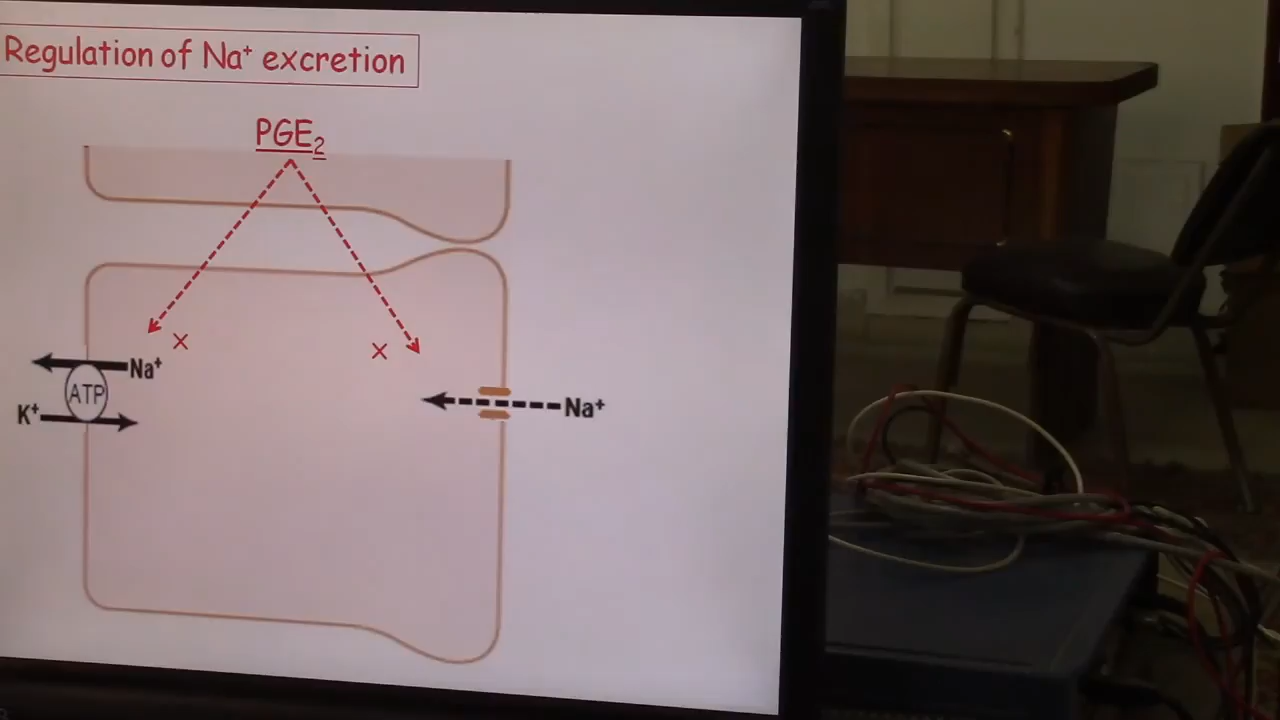 Regulation of Na⁺ excretion
PGE₂
× ×
Na⁺
ATP
K⁺
Na⁺